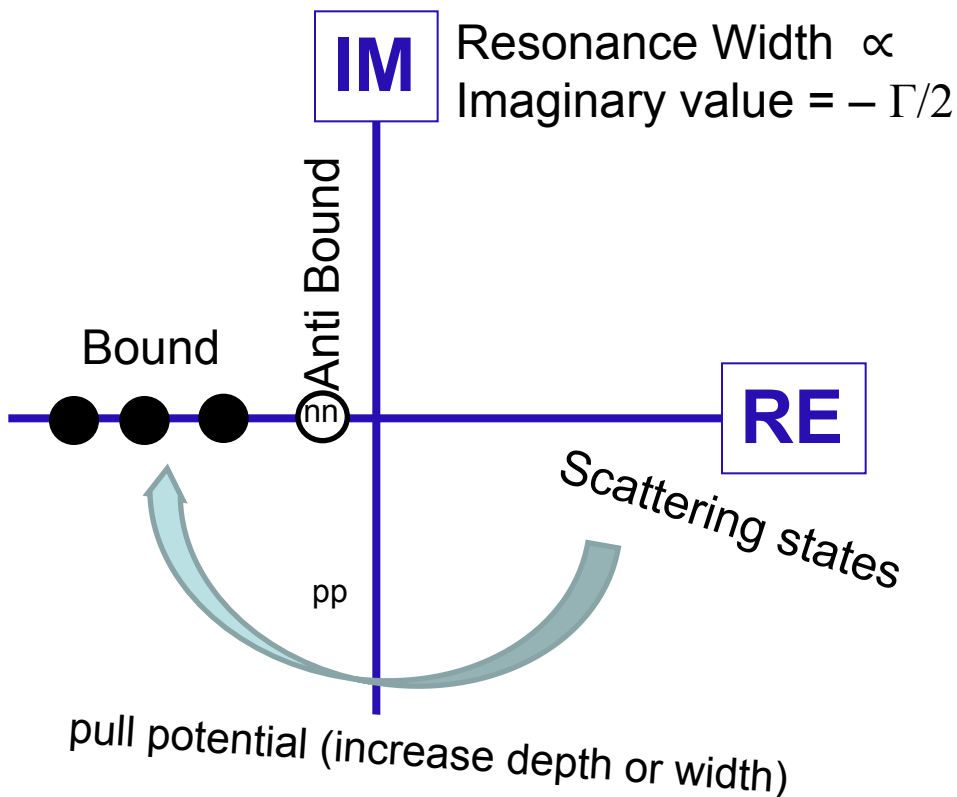 IM
Resonance Width ∝
Imaginary value = – Γ/2
Anti Bound
Bound
nn
RE
Scattering states
pp
pull potential (increase depth or width)